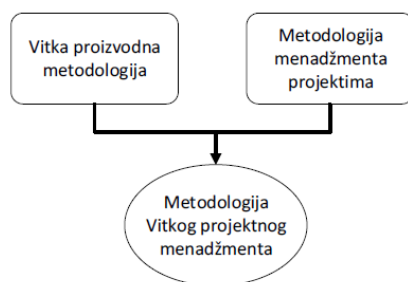 Vitka proizvodna
metodologija
Metodologija
menadžmenta
projektima
Metodologija
Vitkog projektnog
menadžmenta